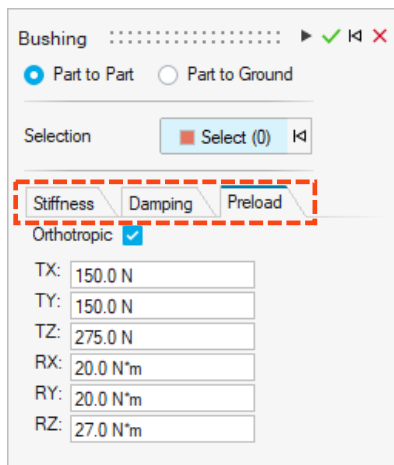 Bushing
Part to Part Part to Ground
Selection Select (0)
Stiffness Damping Preload
Orthotropic
TX: 150.0 N
TY: 150.0 N
TZ: 275.0 N
RX: 20.0 N*m
RY: 20.0 N*m
RZ: 27.0 N*m